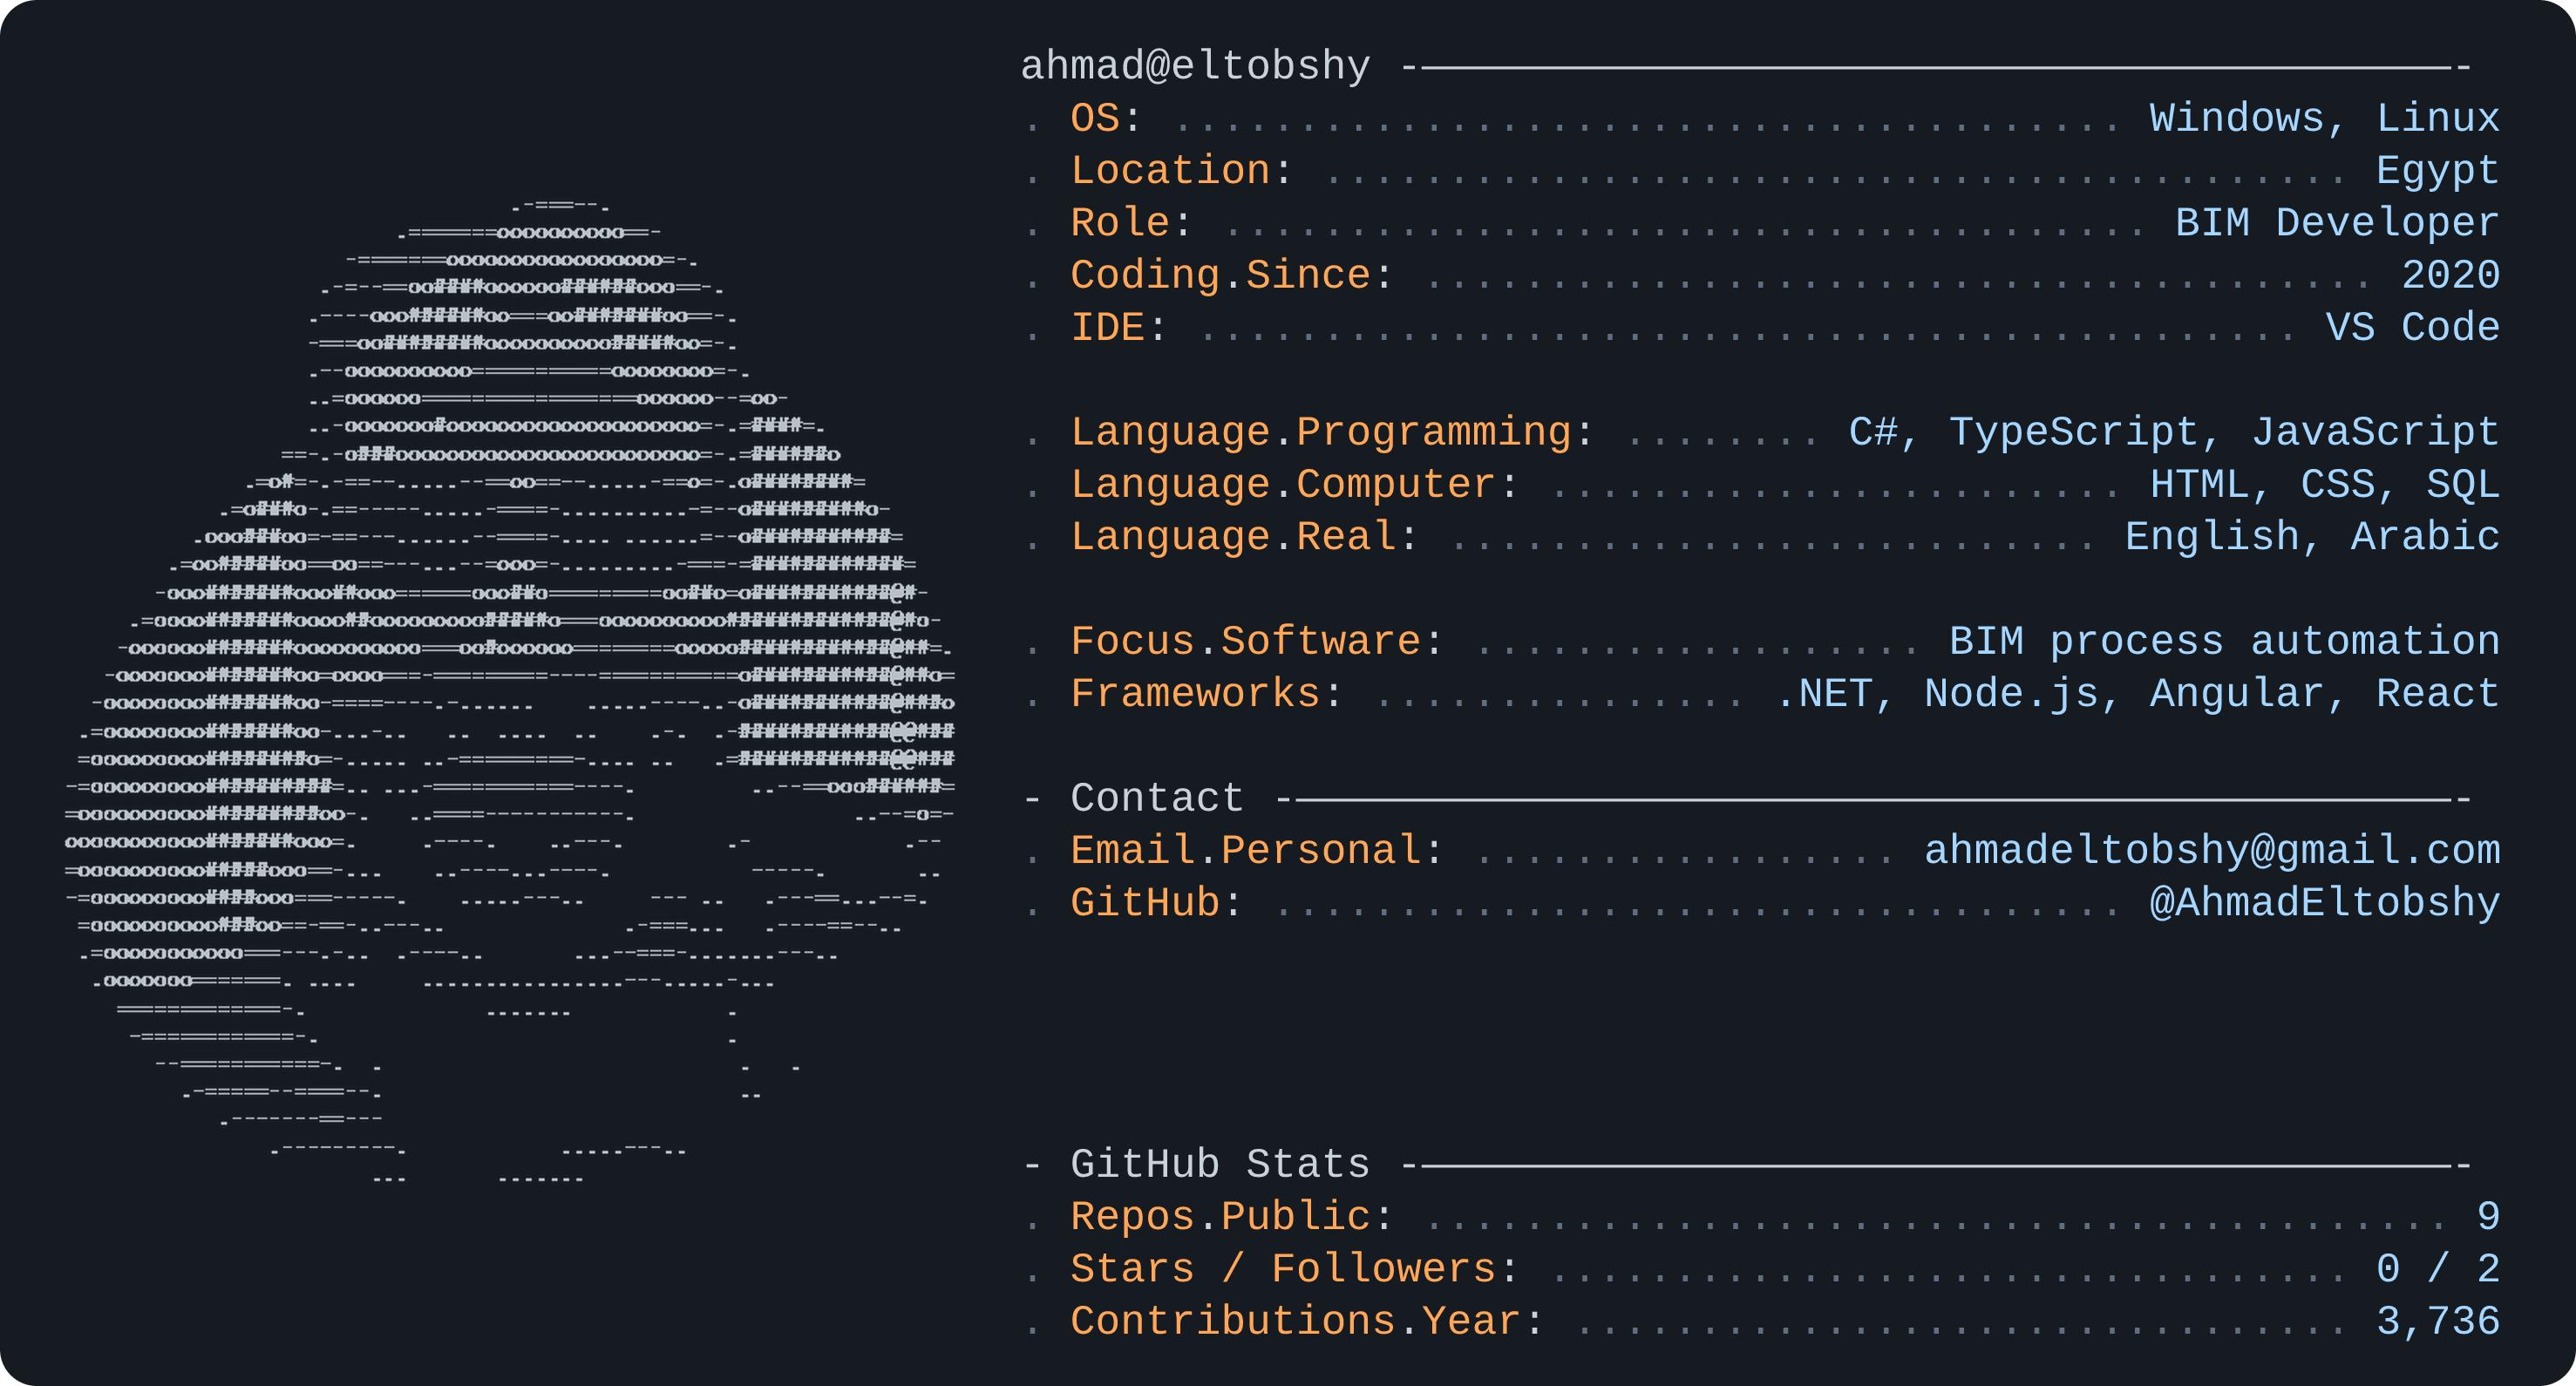 ahmad@eltobshy -—————————————————————————————————————————-
. OS: ...................................... Windows, Linux
. Location: ......................................... Egypt
. Role: ..................................... BIM Developer
. Coding.Since: ...................................... 2020
. IDE: ............................................ VS Code
. Language.Programming: ........ C#, TypeScript, JavaScript
. Language.Computer: ....................... HTML, CSS, SQL
. Language.Real: .......................... English, Arabic
. Focus.Software: .................. BIM process automation
. Frameworks: ............... .NET, Node.js, Angular, React
- Contact -——————————————————————————————————————————————-
. Email.Personal: ................. ahmadeltobshy@gmail.com
. GitHub: .................................. @AhmadEltobshy
- GitHub Stats -—————————————————————————————————————————-
. Repos.Public: ......................................... 9
. Stars / Followers: ................................ 0 / 2
. Contributions.Year: ............................... 3,736